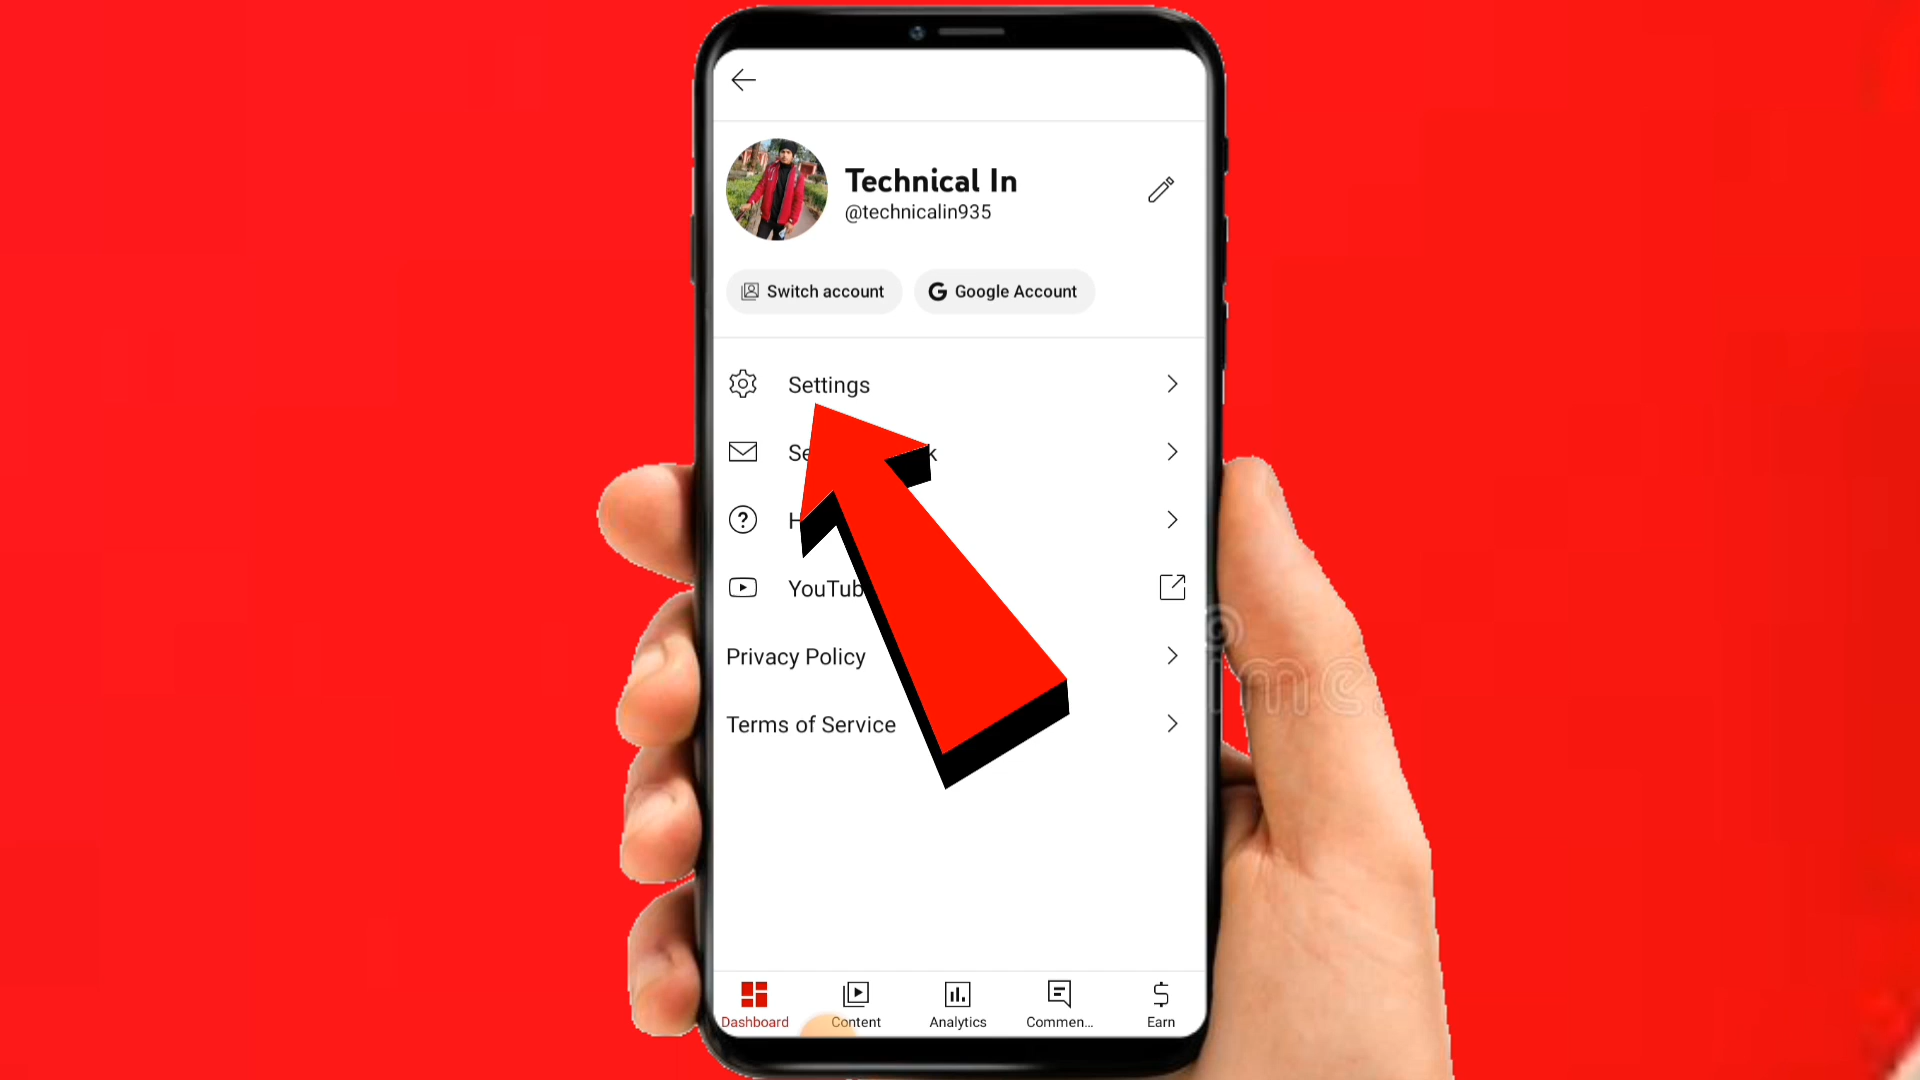 Technical In
@technicalin935
Switch account
Google Account
Settings
YouTub
Privacy Policy
Terms of Service
Dashboard
Content
Analytics
Commen...
Earn